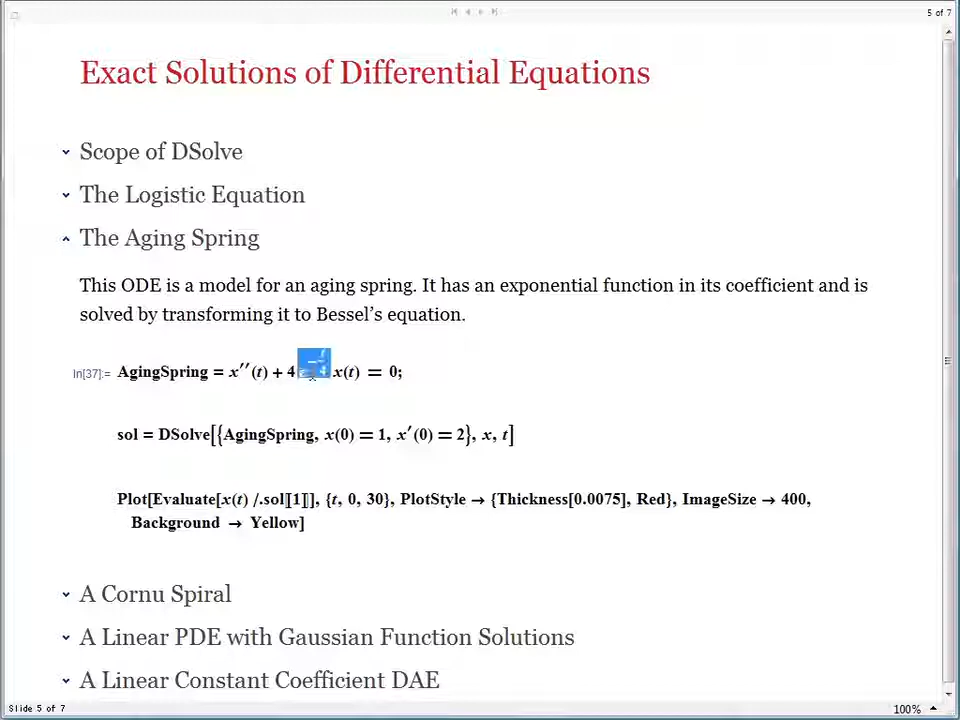 5 of 7
Exact Solutions of Differential Equations
Scope of DSolve
The Logistic Equation
The Aging Spring
This ODE is a model for an aging spring. It has an exponential function in its coefficient and is
solved by transforming it to Bessel's equation.
In[37]:= AgingSpring = x′′(t) + 4 x(t) = 0;
sol = DSolve[{AgingSpring, x(0) = 1, x′(0) = 2}, x, t]
Plot[Evaluate[x(t) /.sol[[1]]], {t, 0, 30}, PlotStyle → {Thickness[0.0075], Red}, ImageSize → 400,
Background → Yellow]
A Cornu Spiral
A Linear PDE with Gaussian Function Solutions
A Linear Constant Coefficient DAE
Slide 5 of 7
100%